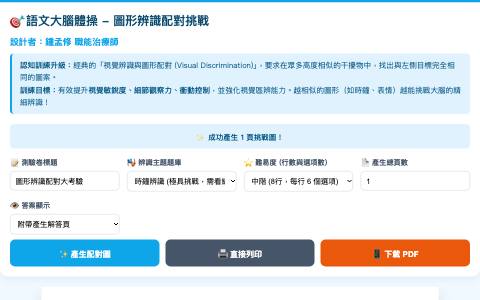 🎯語文大腦體操 – 圖形辨識配對挑戰
設計者：鍾孟修 職能治療師
認知訓練升級：經典的「視覺辨識與圖形配對 (Visual Discrimination)」，要求在眾多高度相似的干擾物中，找出與左側目標完全相
同的圖案。
訓練目標：有效提升視覺敏銳度、細節觀察力、衝動控制，並強化視覺區辨能力。越相似的圖形（如時鐘、表情）越能挑戰大腦的精
細辨識！
✨ 成功產生 1 頁挑戰圖！
📝 測驗卷標題
圖形辨識配對大考驗
辨識主題題庫
時鐘辨識 (極具挑戰，需看
⭐ 難易度 (行數與選項數)
中階 (8行，每行 6 個選項)
產生總頁數
1
👁 答案顯示
附帶產生解答頁
✨ 產生配對圖
🖨 直接列印
📱 下載 PDF